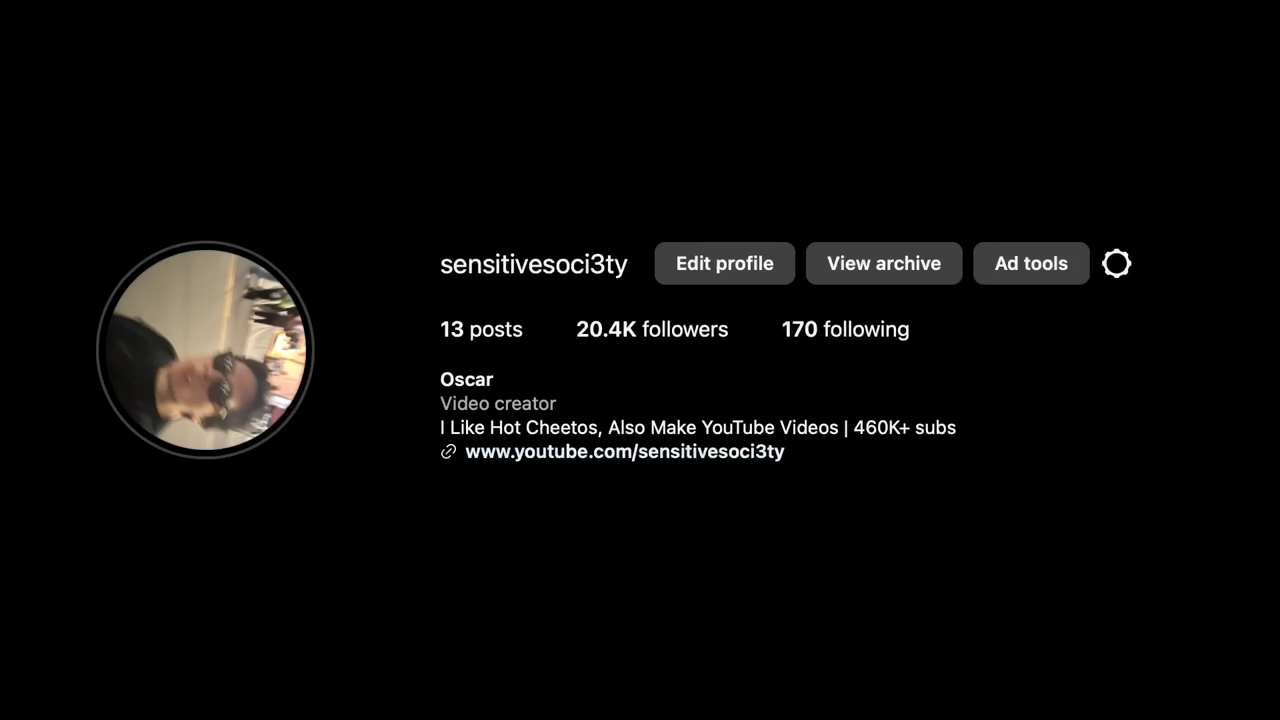 sensitivesoci3ty Edit profile View archive Ad tools
13 posts 20.4K followers 170 following
Oscar
Video creator
I Like Hot Cheetos, Also Make YouTube Videos | 460K+ subs
www.youtube.com/sensitivesoci3ty